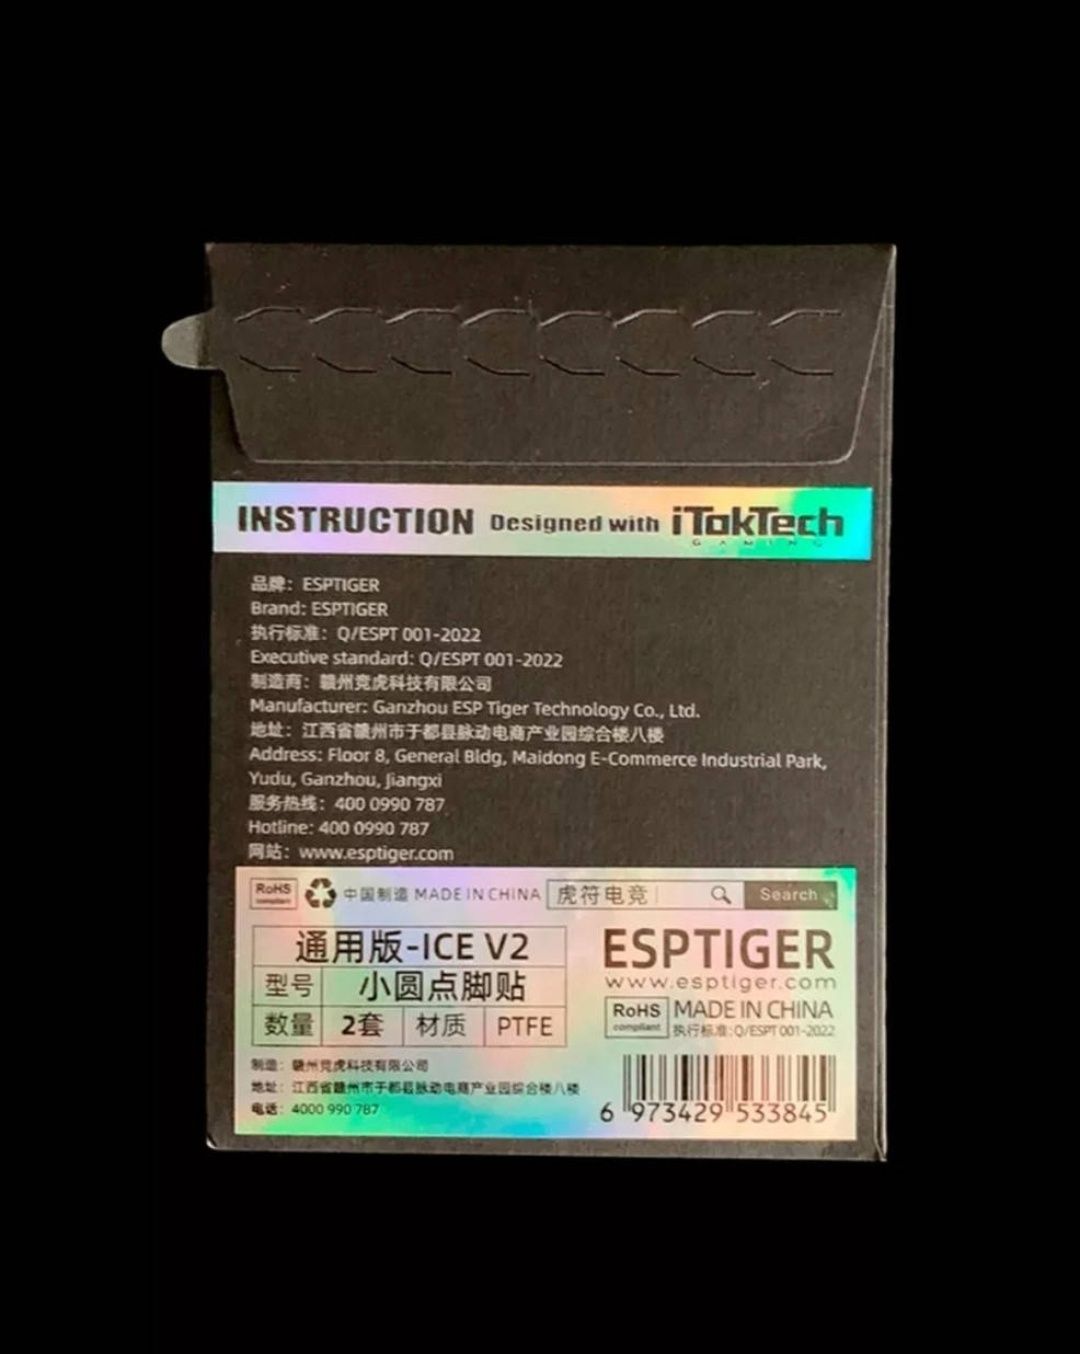 INSTRUCTION Designed with iTakTech
GAMING
品牌：ESPTIGER
Brand: ESPTIGER
执行标准：Q/ESPT 001-2022
Executive standard: Q/ESPT 001-2022
制造商：赣州竞虎科技有限公司
Manufacturer: Ganzhou ESP Tiger Technology Co., Ltd.
地址：江西省赣州市于都县脉动电商产业园综合楼八楼
Address: Floor 8, General Bldg, Maidong E-Commerce Industrial Park,
Yudu, Ganzhou, Jiangxi
服务热线：400 0990 787
Hotline: 400 0990 787
网站：www.esptiger.com
RoHS compliant 中国制造 MADE IN CHINA 虎符电竞 Search
通用版-ICE V2
型号 小圆点脚贴
数量 2套 材质 PTFE
ESPTIGER
www.esptiger.com
RoHS compliant MADE IN CHINA
执行标准：Q/ESPT 001-2022
制造：赣州竞虎科技有限公司
地址：江西省赣州市于都县脉动电商产业园综合楼八楼
电话：4000 990 787
6 973429 533845